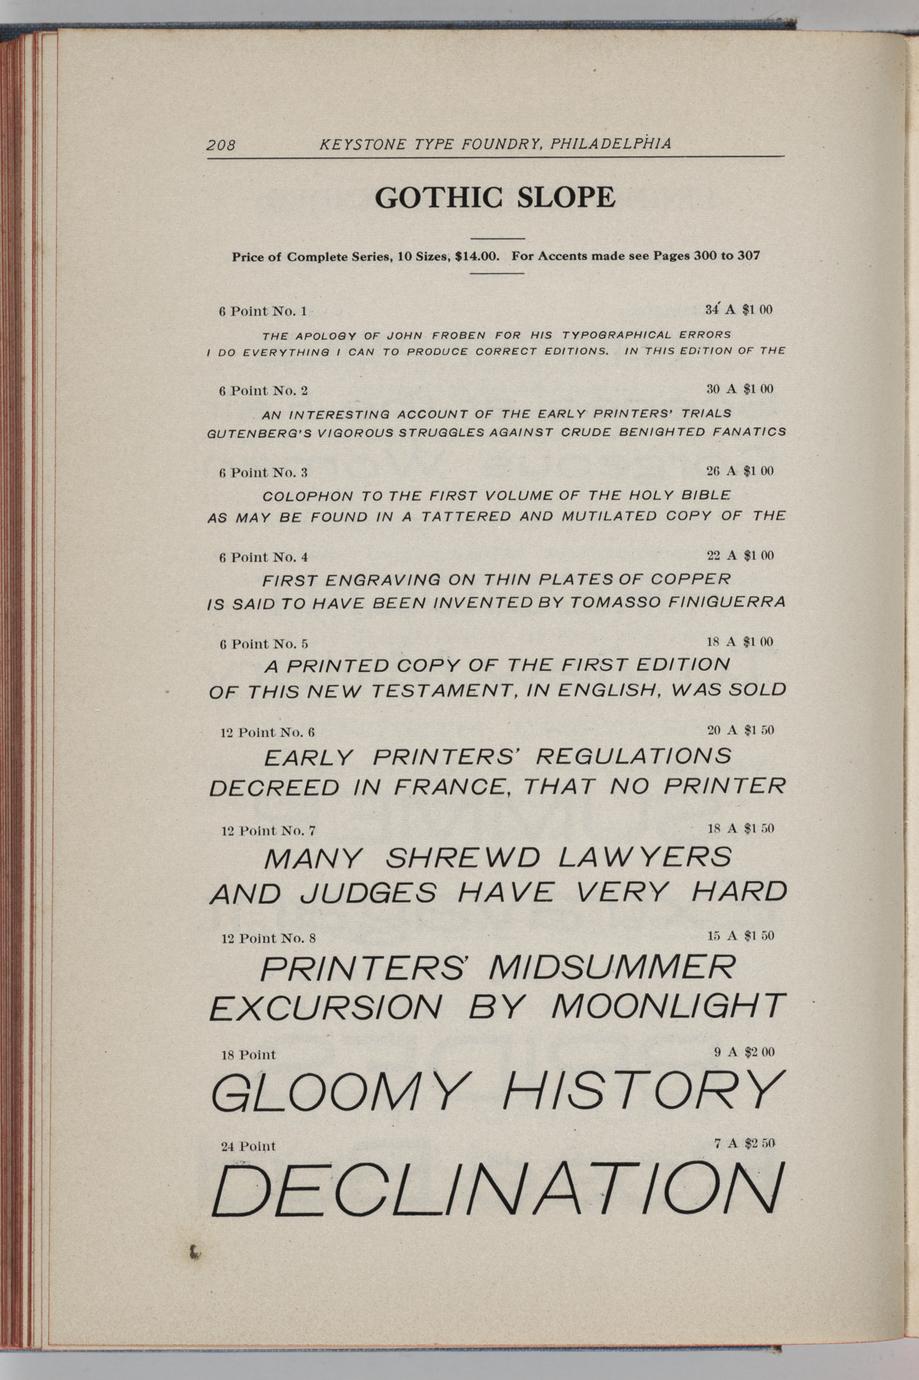 208 KEYSTONE TYPE FOUNDRY, PHILADELPHIA
GOTHIC SLOPE
Price of Complete Series, 10 Sizes, $14.00. For Accents made see Pages 300 to 307
6 Point No. 1 34 A $1 00
THE APOLOGY OF JOHN FROBEN FOR HIS TYPOGRAPHICAL ERRORS
I DO EVERYTHING I CAN TO PRODUCE CORRECT EDITIONS. IN THIS EDITION OF THE
6 Point No. 2 30 A $1 00
AN INTERESTING ACCOUNT OF THE EARLY PRINTERS' TRIALS
GUTENBERG'S VIGOROUS STRUGGLES AGAINST CRUDE BENIGHTED FANATICS
6 Point No. 3 26 A $1 00
COLOPHON TO THE FIRST VOLUME OF THE HOLY BIBLE
AS MAY BE FOUND IN A TATTERED AND MUTILATED COPY OF THE
6 Point No. 4 22 A $1 00
FIRST ENGRAVING ON THIN PLATES OF COPPER
IS SAID TO HAVE BEEN INVENTED BY TOMASSO FINIGUERRA
6 Point No. 5 18 A $1 00
A PRINTED COPY OF THE FIRST EDITION
OF THIS NEW TESTAMENT, IN ENGLISH, WAS SOLD
12 Point No. 6 20 A $1 50
EARLY PRINTERS' REGULATIONS
DECREED IN FRANCE, THAT NO PRINTER
12 Point No. 7 18 A $1 50
MANY SHREWD LAWYERS
AND JUDGES HAVE VERY HARD
12 Point No. 8 15 A $1 50
PRINTERS' MIDSUMMER
EXCURSION BY MOONLIGHT
18 Point 9 A $2 00
GLOOMY HISTORY
24 Point 7 A $2 50
DECLINATION